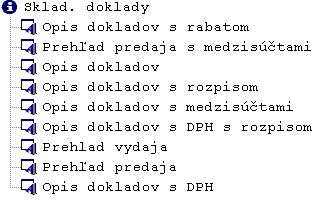 Sklad. doklady
Opis dokladov s rabatom
Prehľad predaja s medzisúčtami
Opis dokladov
Opis dokladov s rozpisom
Opis dokladov s medzisúčtami
Opis dokladov s DPH s rozpisom
Prehlad vydaja
Prehľad predaja
Opis dokladov s DPH